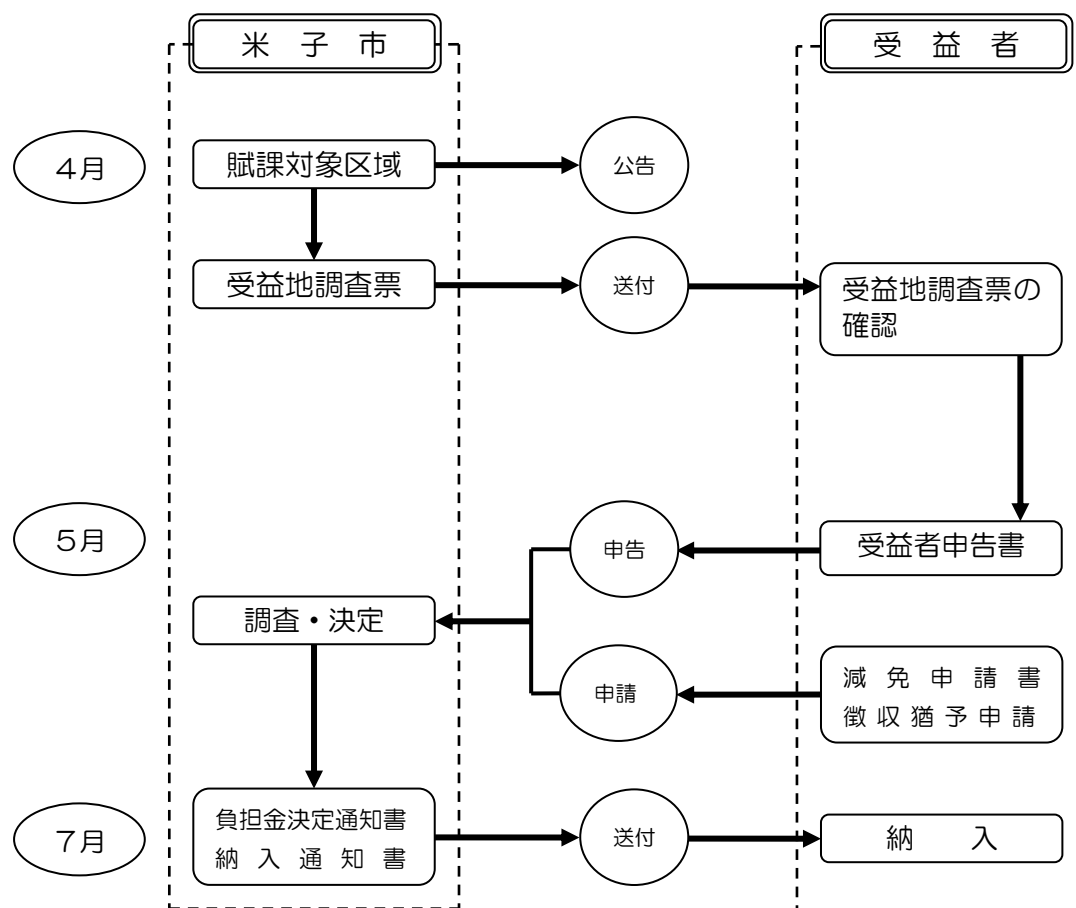 米 子 市
受 益 者
4月
賦課対象区域
公告
受益地調査票
送付
受益地調査票の
確認
5月
申告
受益者申告書
調査・決定
申請
減 免 申 請 書
徴 収 猶 予 申 請
7月
負担金決定通知書
納 入 通 知 書
送付
納 入